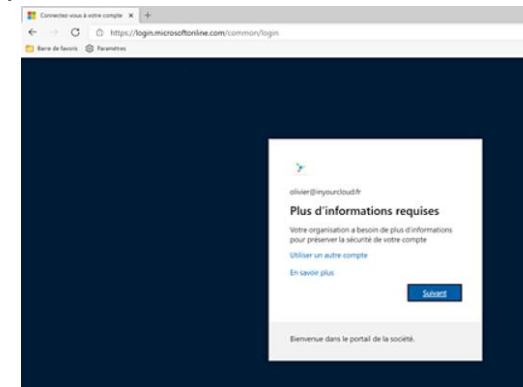 Connectez-vous à votre compte
https://login.microsoftonline.com/common/login
Barre de favoris Paramètres
olivier@inyourcloud.fr
Plus d'informations requises
Votre organisation a besoin de plus d'informations
pour préserver la sécurité de votre compte
Utiliser un autre compte
En savoir plus
Suivant
Bienvenue dans le portail de la société.